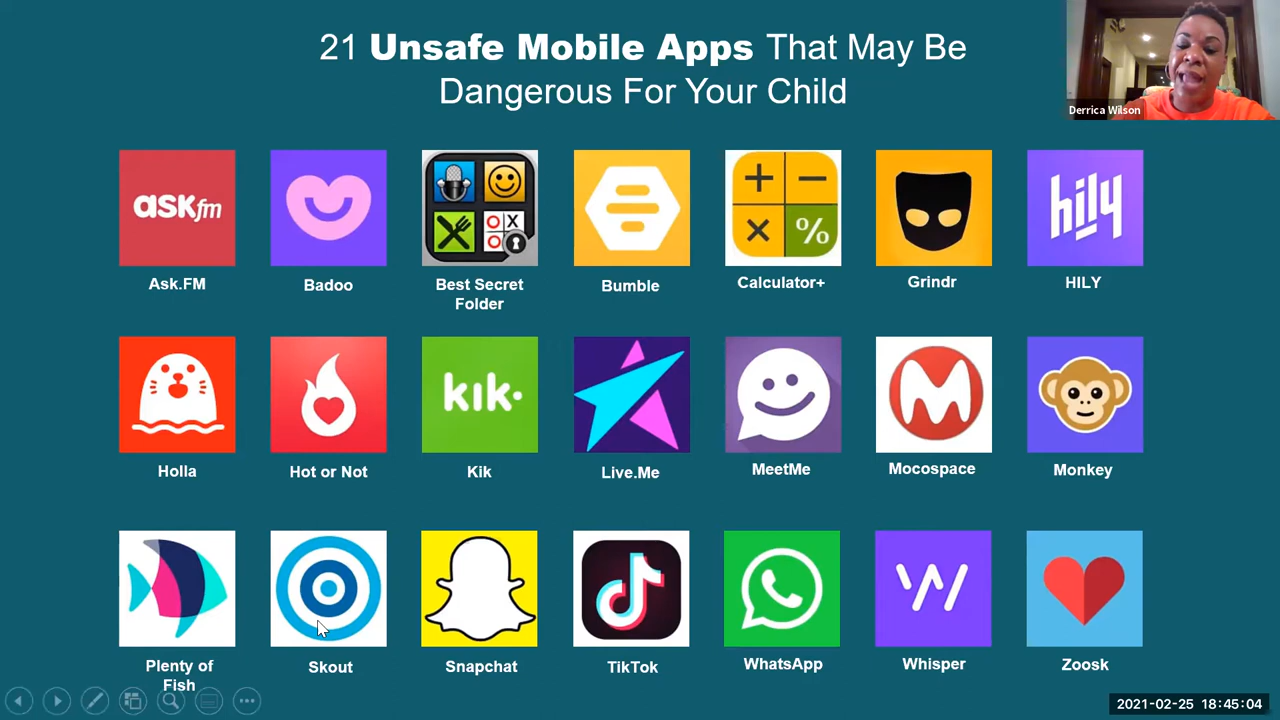 21 Unsafe Mobile Apps That May Be
Dangerous For Your Child
Derrica Wilson
askfm
hily
+ −
× %
O X
Ask.FM
Badoo
Best Secret
Folder
Bumble
Calculator+
Grindr
HILY
kik·
M
Holla
Hot or Not
Kik
Live.Me
MeetMe
Mocospace
Monkey
W
Plenty of
Fish
Skout
Snapchat
TikTok
WhatsApp
Whisper
Zoosk
2021-02-25 18:45:04